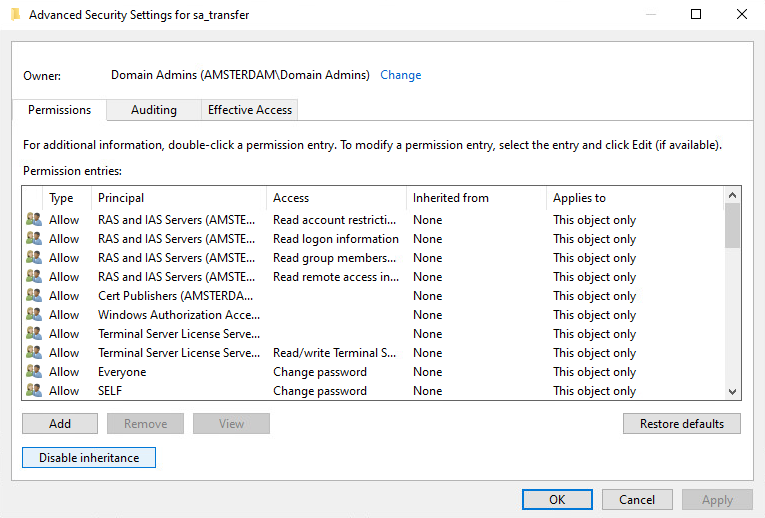 Advanced Security Settings for sa_transfer
Owner: Domain Admins (AMSTERDAM\Domain Admins) Change
Permissions Auditing Effective Access
For additional information, double-click a permission entry. To modify a permission entry, select the entry and click Edit (if available).
Permission entries:
Type Principal Access Inherited from Applies to
Allow RAS and IAS Servers (AMSTE... Read account restricti... None This object only
Allow RAS and IAS Servers (AMSTE... Read logon information None This object only
Allow RAS and IAS Servers (AMSTE... Read group members... None This object only
Allow RAS and IAS Servers (AMSTE... Read remote access in... None This object only
Allow Cert Publishers (AMSTERDA... None This object only
Allow Windows Authorization Acce... None This object only
Allow Terminal Server License Serve... None This object only
Allow Terminal Server License Serve... Read/write Terminal S... None This object only
Allow Everyone Change password None This object only
Allow SELF Change password None This object only
Add Remove View Restore defaults
Disable inheritance
OK Cancel Apply